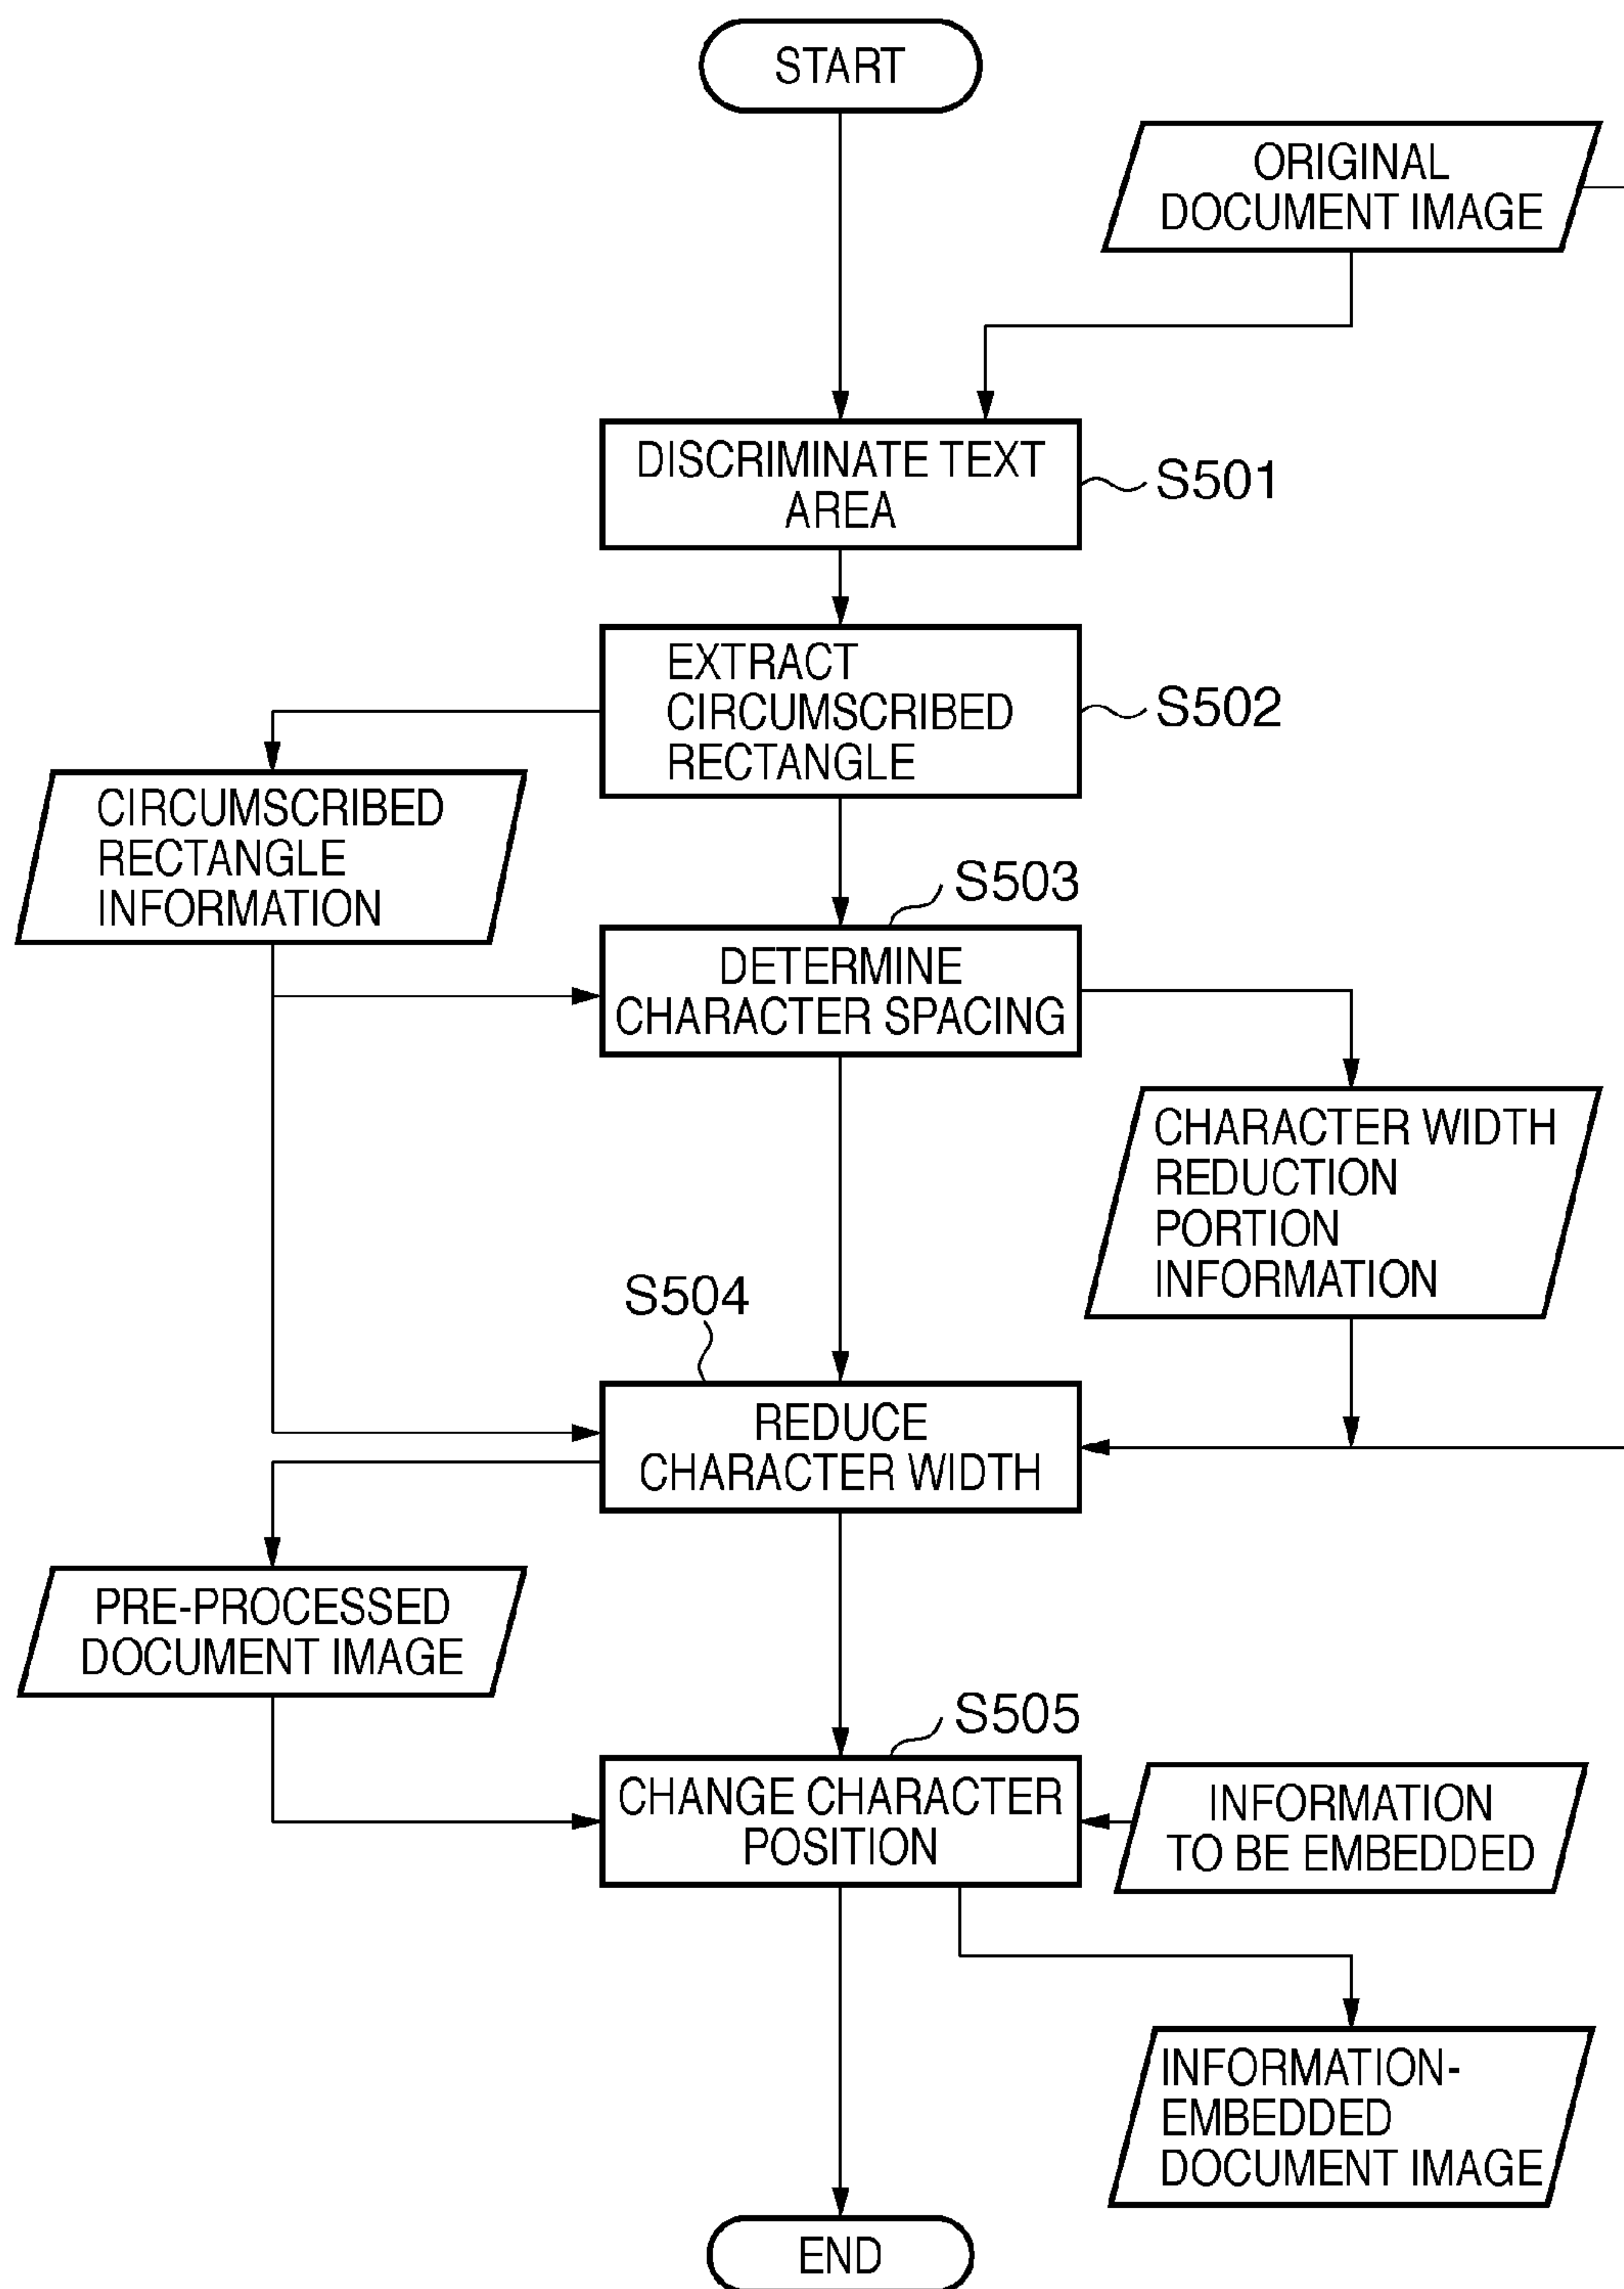 START
ORIGINAL
DOCUMENT IMAGE
DISCRIMINATE TEXT
AREA
S501
EXTRACT
CIRCUMSCRIBED
RECTANGLE
S502
CIRCUMSCRIBED
RECTANGLE
INFORMATION
S503
DETERMINE
CHARACTER SPACING
CHARACTER WIDTH
REDUCTION
PORTION
INFORMATION
S504
REDUCE
CHARACTER WIDTH
PRE-PROCESSED
DOCUMENT IMAGE
S505
CHANGE CHARACTER
POSITION
INFORMATION
TO BE EMBEDDED
INFORMATION-
EMBEDDED
DOCUMENT IMAGE
END